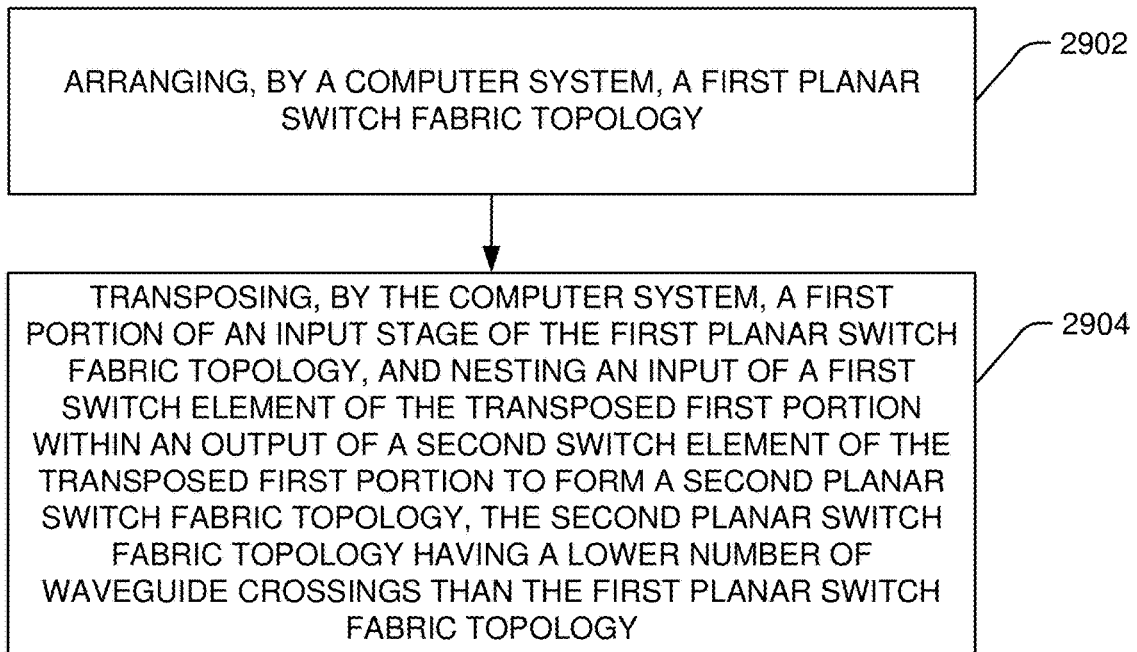 ARRANGING, BY A COMPUTER SYSTEM, A FIRST PLANAR
SWITCH FABRIC TOPOLOGY
2902
TRANSPOSING, BY THE COMPUTER SYSTEM, A FIRST
PORTION OF AN INPUT STAGE OF THE FIRST PLANAR SWITCH
FABRIC TOPOLOGY, AND NESTING AN INPUT OF A FIRST
SWITCH ELEMENT OF THE TRANSPOSED FIRST PORTION
WITHIN AN OUTPUT OF A SECOND SWITCH ELEMENT OF THE
TRANSPOSED FIRST PORTION TO FORM A SECOND PLANAR
SWITCH FABRIC TOPOLOGY, THE SECOND PLANAR SWITCH
FABRIC TOPOLOGY HAVING A LOWER NUMBER OF
WAVEGUIDE CROSSINGS THAN THE FIRST PLANAR SWITCH
FABRIC TOPOLOGY
2904